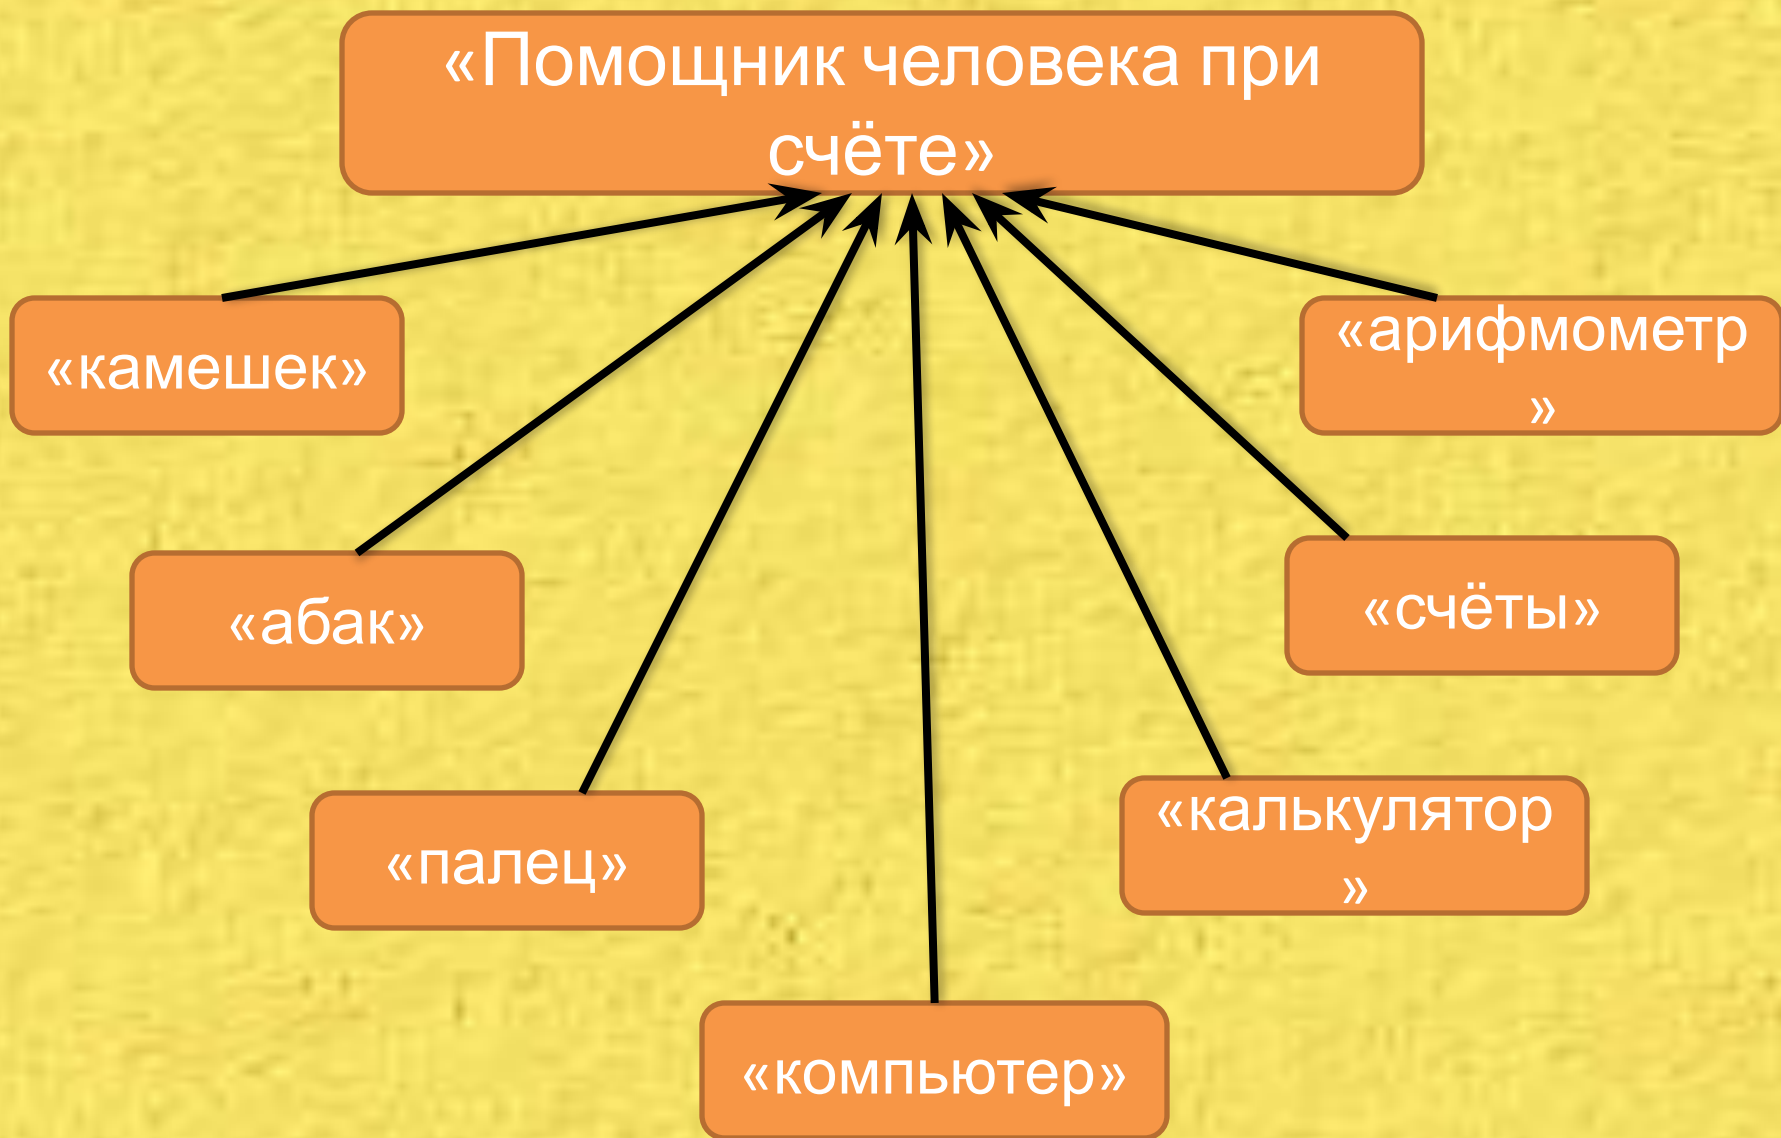 «Помощник человека при
счёте»
«камешек»
«арифмометр
»
«абак»
«счёты»
«палец»
«калькулятор
»
«компьютер»